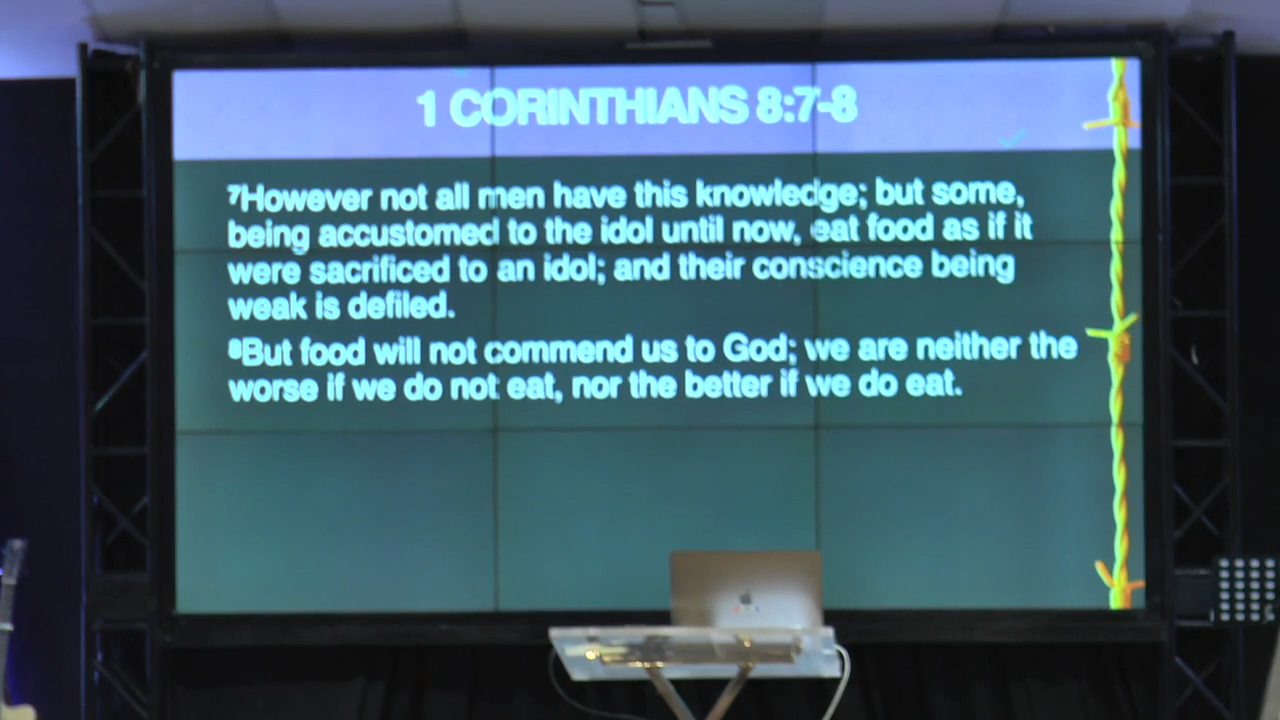 1 CORINTHIANS 8:7-8
⁷However not all men have this knowledge; but some,
being accustomed to the idol until now, eat food as if it
were sacrificed to an idol; and their conscience being
weak is defiled.
⁸But food will not commend us to God; we are neither the
worse if we do not eat, nor the better if we do eat.